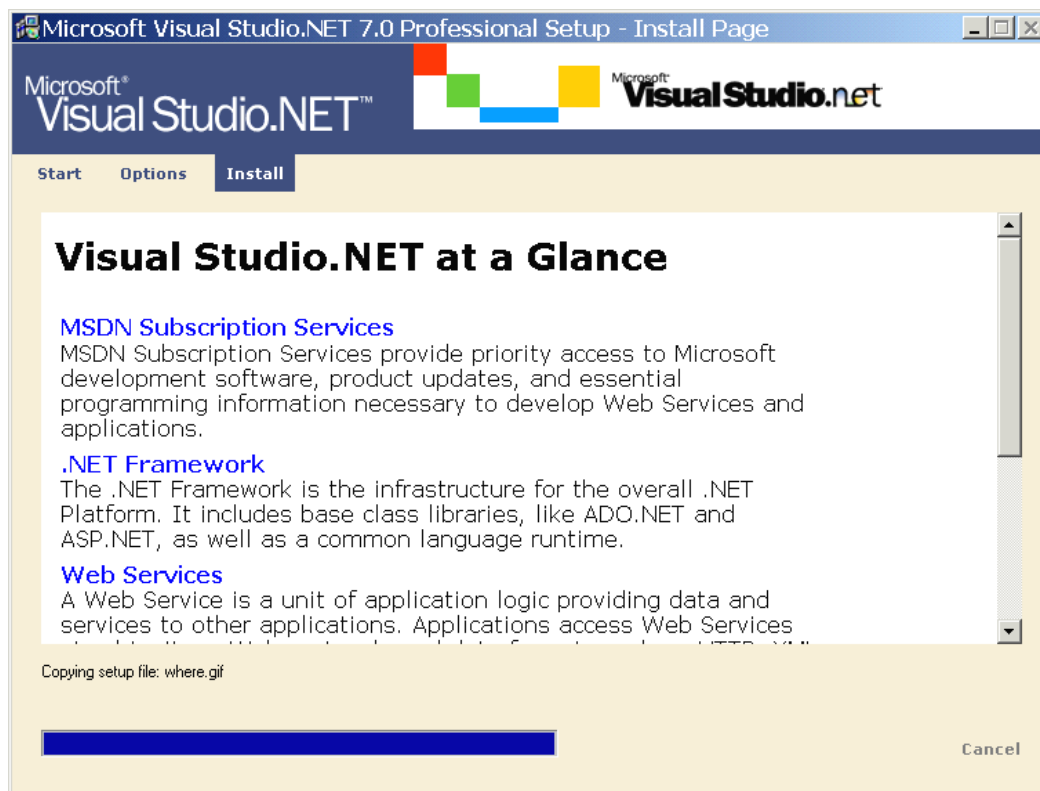 Microsoft Visual Studio.NET 7.0 Professional Setup - Install Page
Microsoft®
Visual Studio.NET™
Microsoft
Visual Studio.net
Start Options Install
Visual Studio.NET at a Glance
MSDN Subscription Services
MSDN Subscription Services provide priority access to Microsoft
development software, product updates, and essential
programming information necessary to develop Web Services and
applications.
.NET Framework
The .NET Framework is the infrastructure for the overall .NET
Platform. It includes base class libraries, like ADO.NET and
ASP.NET, as well as a common language runtime.
Web Services
A Web Service is a unit of application logic providing data and
services to other applications. Applications access Web Services
Copying setup file: where.gif
Cancel